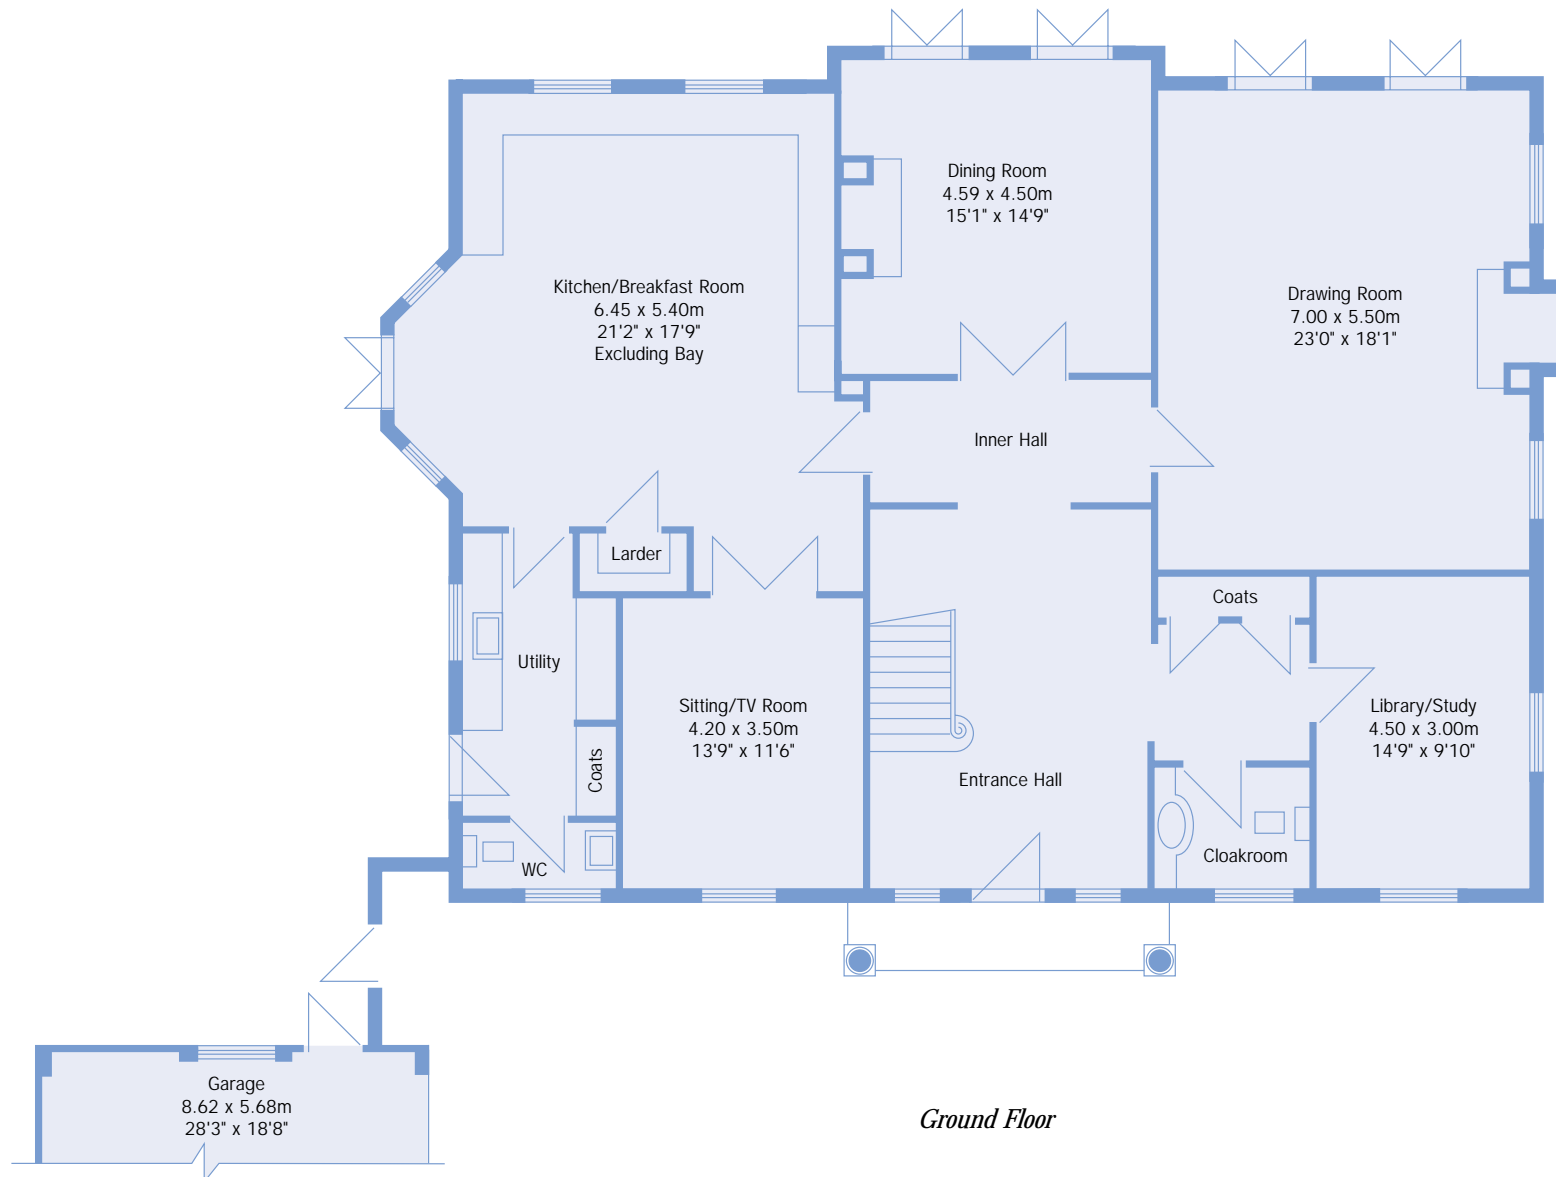 Dining Room
4.59 x 4.50m
15'1" x 14'9"
Kitchen/Breakfast Room
6.45 x 5.40m
21'2" x 17'9"
Excluding Bay
Drawing Room
7.00 x 5.50m
23'0" x 18'1"
Inner Hall
Larder
Coats
Utility
Sitting/TV Room
4.20 x 3.50m
13'9" x 11'6"
Library/Study
4.50 x 3.00m
14'9" x 9'10"
Coats
Entrance Hall
Cloakroom
WC
Garage
8.62 x 5.68m
28'3" x 18'8"
Ground Floor